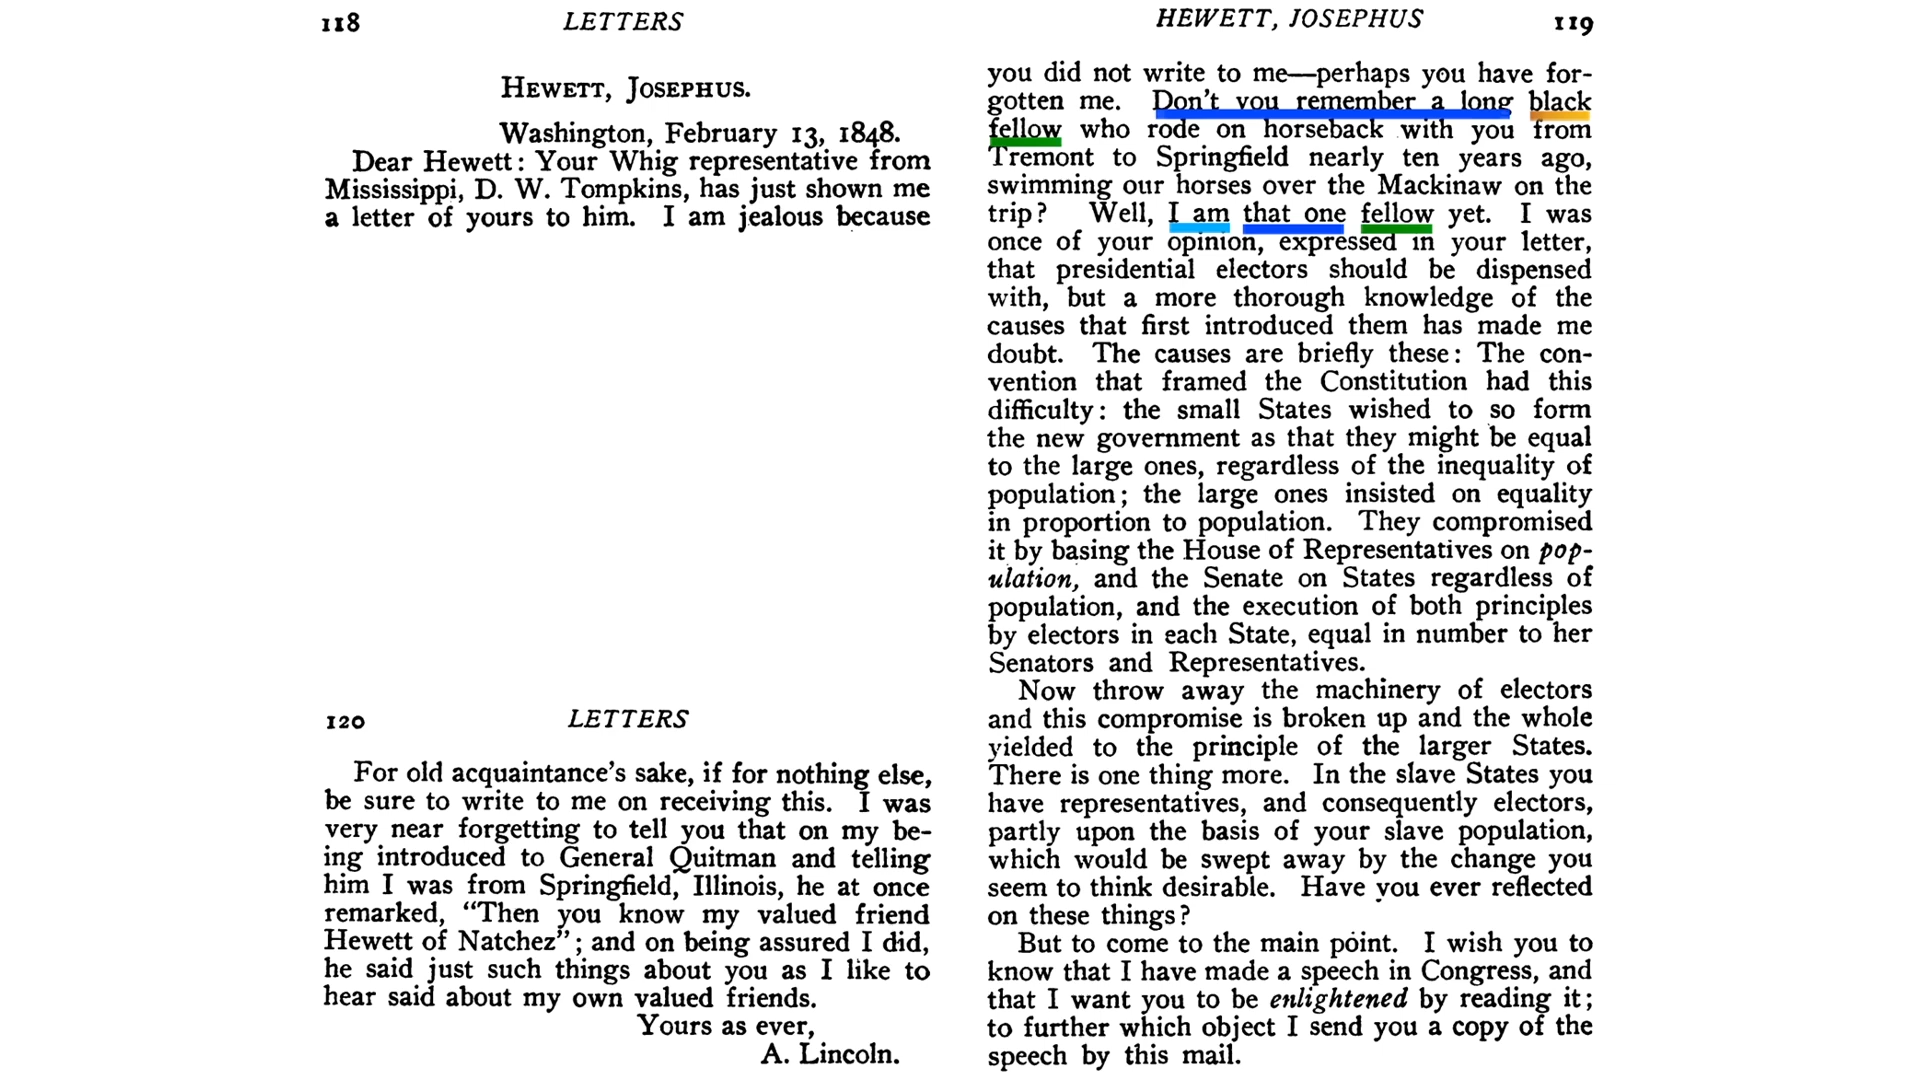 118 LETTERS
HEWETT, JOSEPHUS.
Washington, February 13, 1848.
Dear Hewett: Your Whig representative from
Mississippi, D. W. Tompkins, has just shown me
a letter of yours to him. I am jealous because
HEWETT, JOSEPHUS 119
you did not write to me—perhaps you have for-
gotten me. Don't you remember a long black
fellow who rode on horseback with you from
Tremont to Springfield nearly ten years ago,
swimming our horses over the Mackinaw on the
trip? Well, I am that one fellow yet. I was
once of your opinion, expressed in your letter,
that presidential electors should be dispensed
with, but a more thorough knowledge of the
causes that first introduced them has made me
doubt. The causes are briefly these: The con-
vention that framed the Constitution had this
difficulty: the small States wished to so form
the new government as that they might be equal
to the large ones, regardless of the inequality of
population; the large ones insisted on equality
in proportion to population. They compromised
it by basing the House of Representatives on pop-
ulation, and the Senate on States regardless of
population, and the execution of both principles
by electors in each State, equal in number to her
Senators and Representatives.
Now throw away the machinery of electors
and this compromise is broken up and the whole
yielded to the principle of the larger States.
There is one thing more. In the slave States you
have representatives, and consequently electors,
partly upon the basis of your slave population,
which would be swept away by the change you
seem to think desirable. Have you ever reflected
on these things?
But to come to the main point. I wish you to
know that I have made a speech in Congress, and
that I want you to be enlightened by reading it;
to further which object I send you a copy of the
speech by this mail.
120 LETTERS
For old acquaintance's sake, if for nothing else,
be sure to write to me on receiving this. I was
very near forgetting to tell you that on my be-
ing introduced to General Quitman and telling
him I was from Springfield, Illinois, he at once
remarked, "Then you know my valued friend
Hewett of Natchez"; and on being assured I did,
he said just such things about you as I like to
hear said about my own valued friends.
Yours as ever,
A. Lincoln.